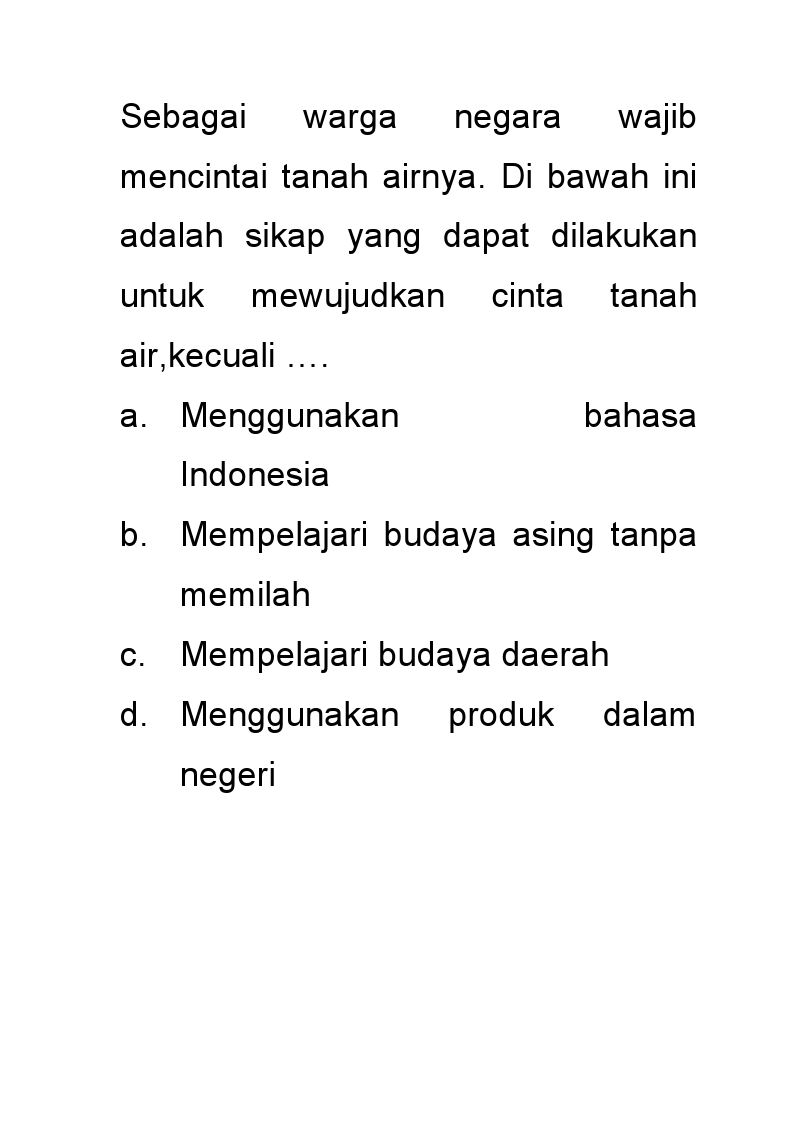 Sebagai warga negara wajib
mencintai tanah airnya. Di bawah ini
adalah sikap yang dapat dilakukan
untuk mewujudkan cinta tanah
air,kecuali ….
a. Menggunakan bahasa
Indonesia
b. Mempelajari budaya asing tanpa
memilah
c. Mempelajari budaya daerah
d. Menggunakan produk dalam
negeri